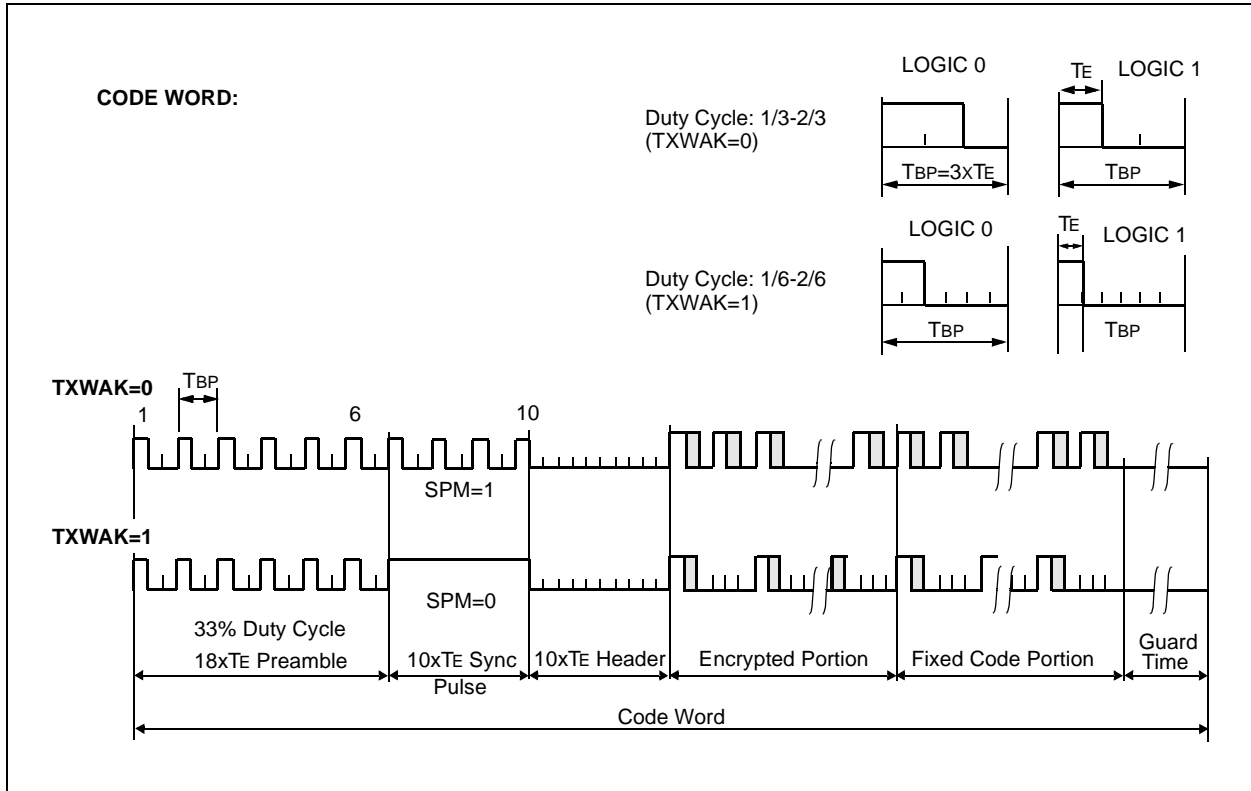 CODE WORD:
LOGIC 0
TE
LOGIC 1
Duty Cycle: 1/3-2/3
(TXWAK=0)
TBP=3XTE
TBP
LOGIC 0
TE
LOGIC 1
Duty Cycle: 1/6-2/6
(TXWAK=1)
TBP
TBP
TXWAK=0
TBP
1
6
10
SPM=1
TXWAK=1
SPM=0
33% Duty Cycle
18xTE Preamble
10xTE Sync
Pulse
10xTE Header
Encrypted Portion
Fixed Code Portion
Guard
Time
Code Word